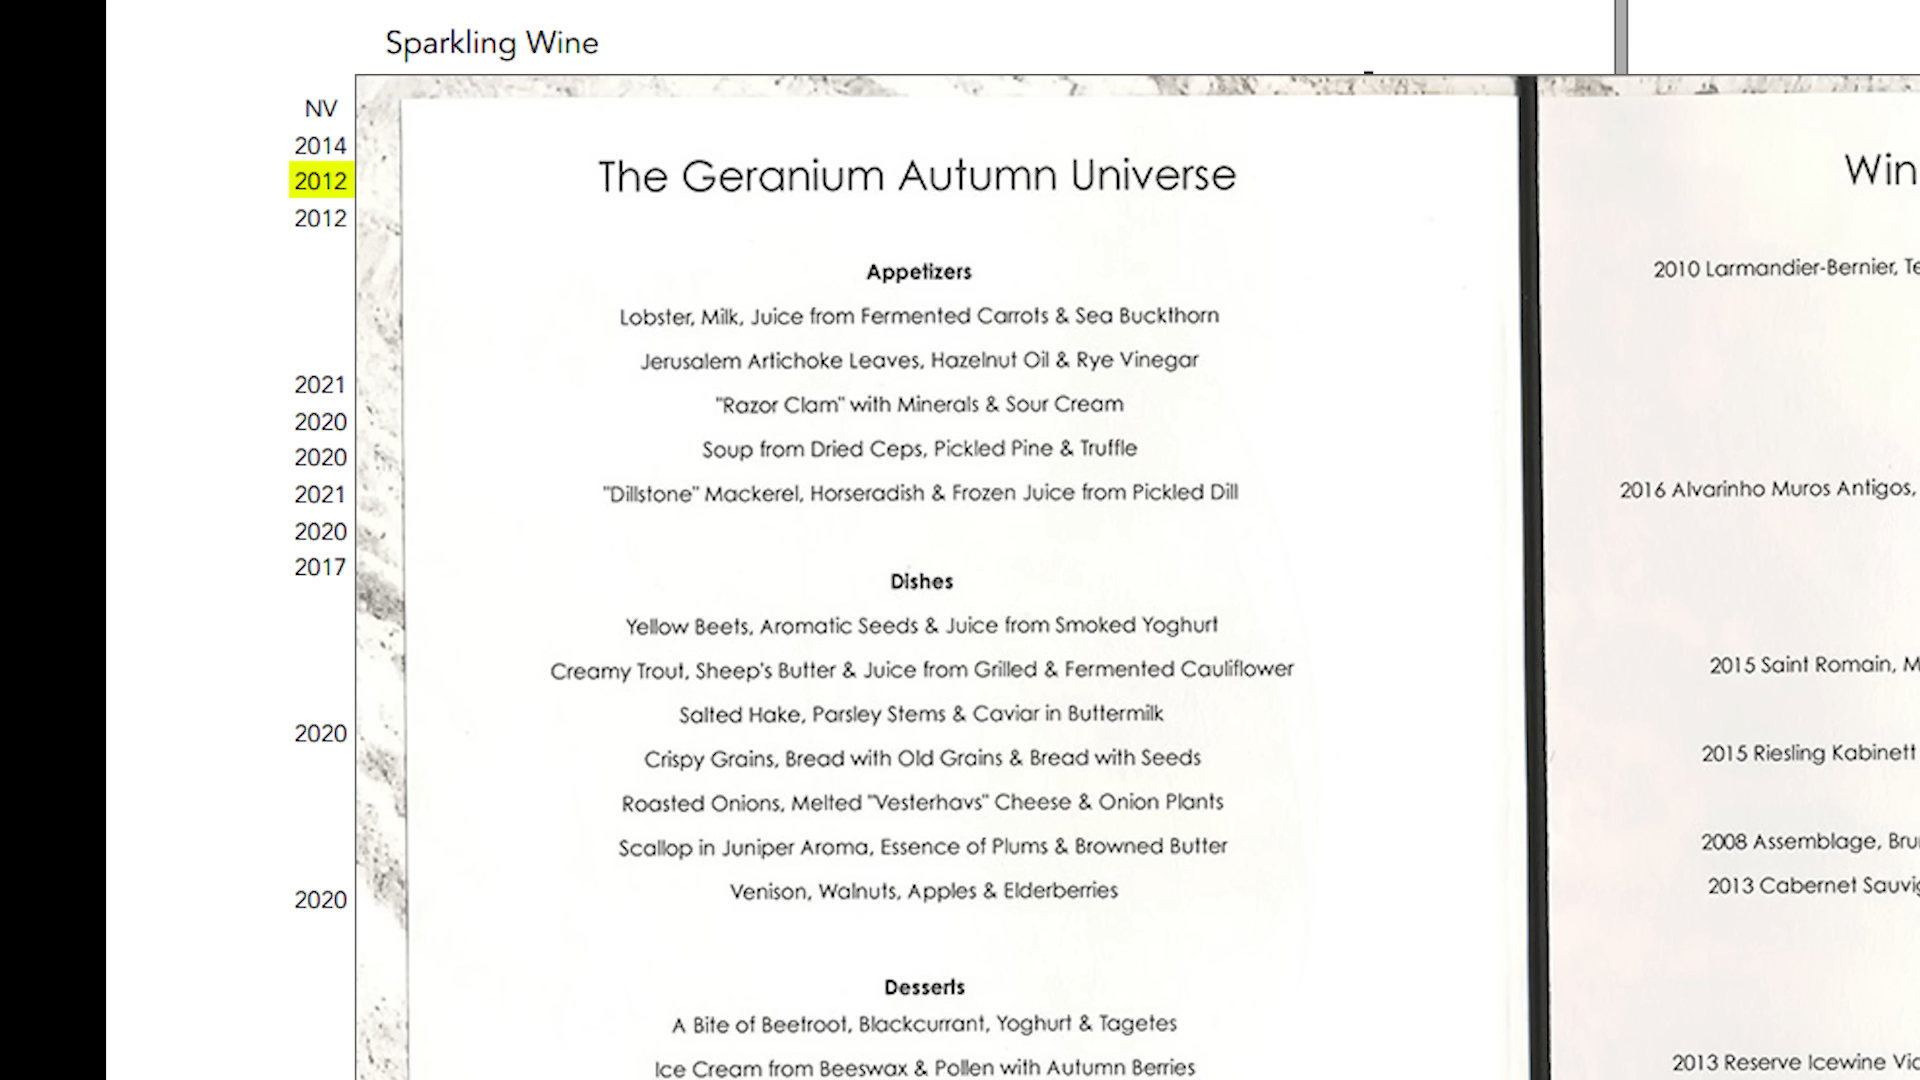 Sparkling Wine
NV
2014
2012
2012
2021
2020
2020
2021
2020
2017
2020
2020
The Geranium Autumn Universe
Appetizers
Lobster, Milk, Juice from Fermented Carrots & Sea Buckthorn
Jerusalem Artichoke Leaves, Hazelnut Oil & Rye Vinegar
"Razor Clam" with Minerals & Sour Cream
Soup from Dried Ceps, Pickled Pine & Truffle
"Dillstone" Mackerel, Horseradish & Frozen Juice from Pickled Dill
Dishes
Yellow Beets, Aromatic Seeds & Juice from Smoked Yoghurt
Creamy Trout, Sheep's Butter & Juice from Grilled & Fermented Cauliflower
Salted Hake, Parsley Stems & Caviar in Buttermilk
Crispy Grains, Bread with Old Grains & Bread with Seeds
Roasted Onions, Melted "Vesterhavs" Cheese & Onion Plants
Scallop in Juniper Aroma, Essence of Plums & Browned Butter
Venison, Walnuts, Apples & Elderberries
Desserts
A Bite of Beetroot, Blackcurrant, Yoghurt & Tagetes
Ice Cream from Beeswax & Pollen with Autumn Berries
Win
2010 Larmandier-Bernier, Te
2016 Alvarinho Muros Antigos,
2015 Saint Romain, M
2015 Riesling Kabinett
2008 Assemblage, Bru
2013 Cabernet Sauvig
2013 Reserve Icewine Vid